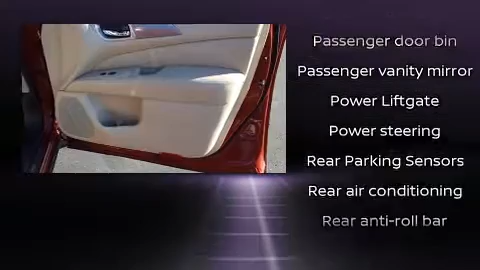 Passenger door bin
Passenger vanity mirror
Power Liftgate
Power steering
Rear Parking Sensors
Rear air conditioning
Rear anti-roll bar